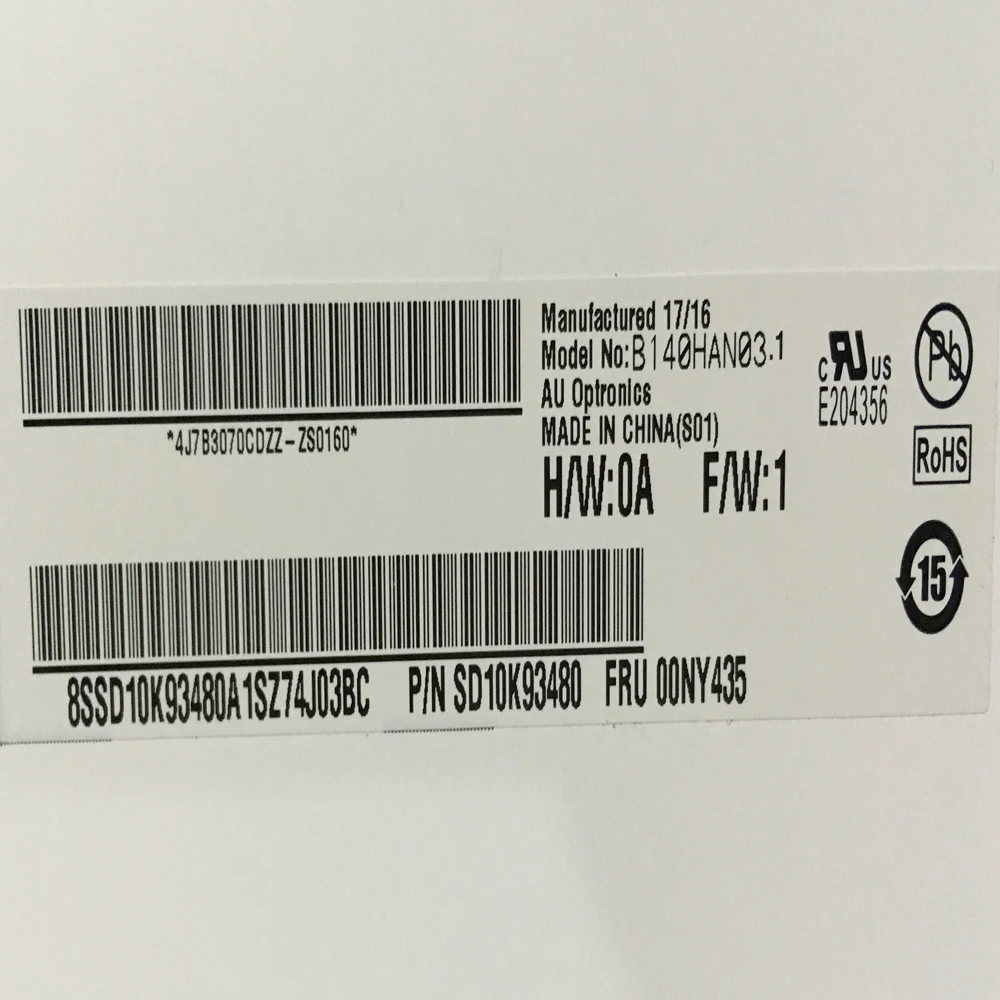 *4J7B3070CDZZ-ZS0160*
Manufactured 17/16
Model No:B140HAN03.1
AU Optronics
MADE IN CHINA(S01)
H/W:0A F/W:1
c RU US
E204356
Pb
RoHS
15
8SSD10K93480A1SZ74J03BC P/N SD10K93480 FRU 00NY435